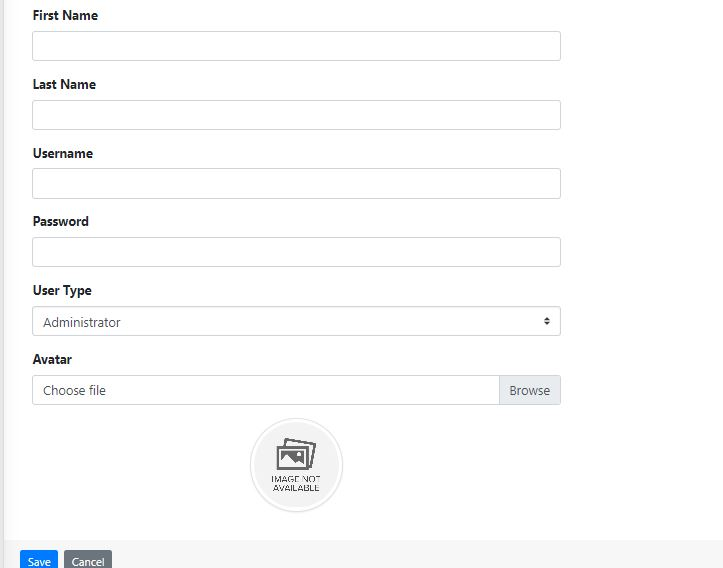 First Name
Last Name
Username
Password
User Type
Administrator
Avatar
Choose file Browse
IMAGE NOT
AVAILABLE
Save Cancel